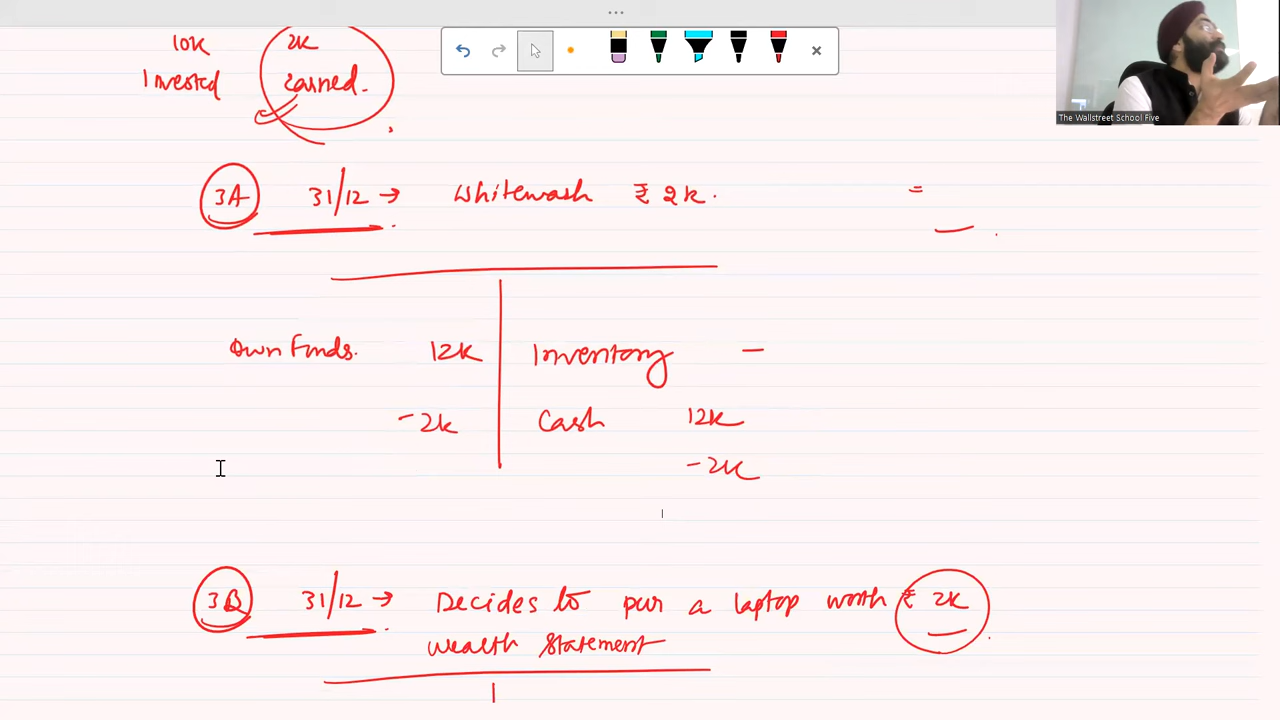 10K 2K
Invested earned.
The Wallstreet School Five
3A 31/12 → Whitewash ₹ 2K. =
Own Funds. 12K Inventory —
-2K Cash 12K
-2K
3B 31/12 → Decides to pur a laptop worth ₹ 2K
Wealth Statement